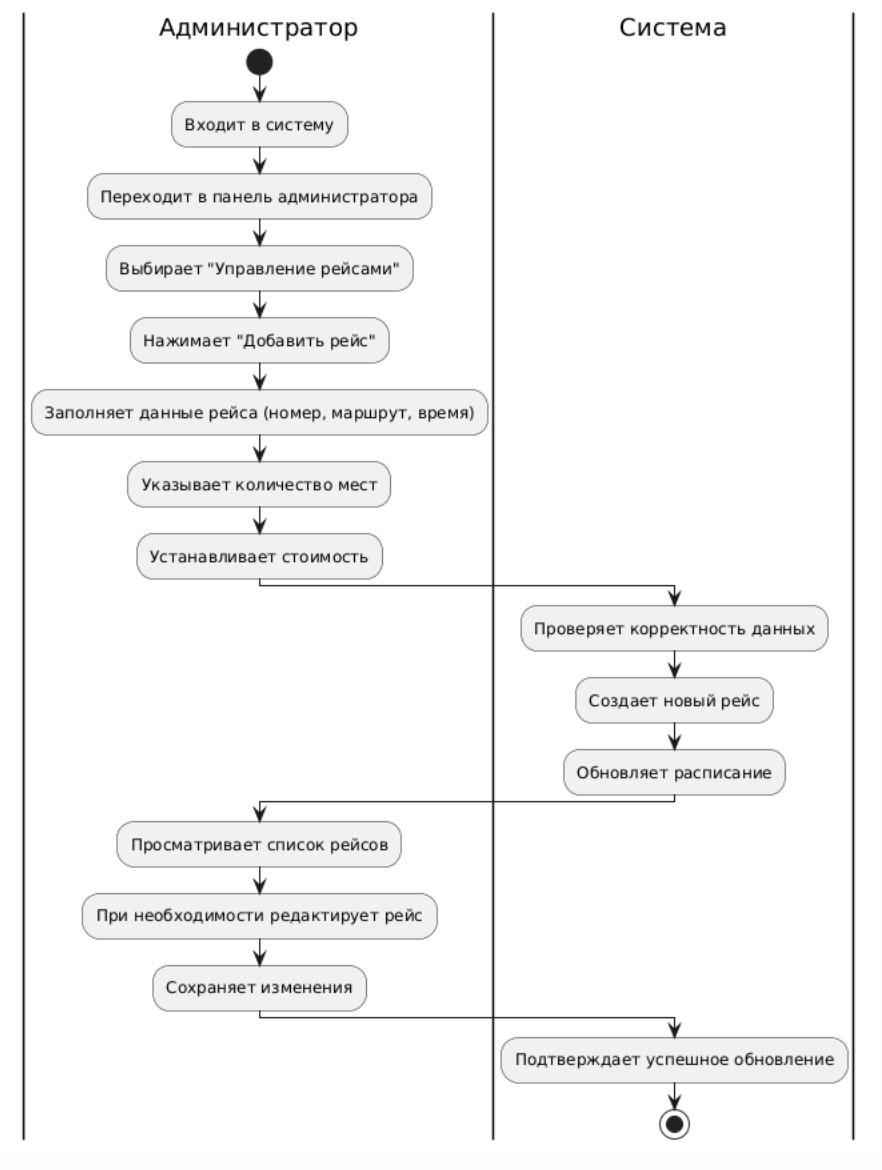 Администратор
Система
Входит в систему
Переходит в панель администратора
Выбирает "Управление рейсами"
Нажимает "Добавить рейс"
Заполняет данные рейса (номер, маршрут, время)
Указывает количество мест
Устанавливает стоимость
Проверяет корректность данных
Создает новый рейс
Обновляет расписание
Просматривает список рейсов
При необходимости редактирует рейс
Сохраняет изменения
Подтверждает успешное обновление